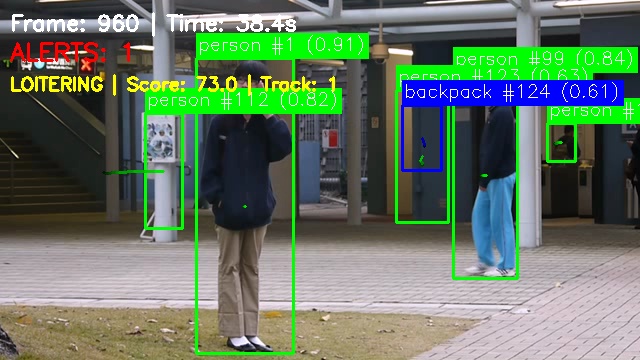 Frame: 960 | Time: 38.4s
ALERTS: 1
LOITERING | Score: 73.0 | Track: 1
person #1 (0.91)
person #99 (0.84)
person #123 (0.63)
backpack #124 (0.61)
person #112 (0.82)
person